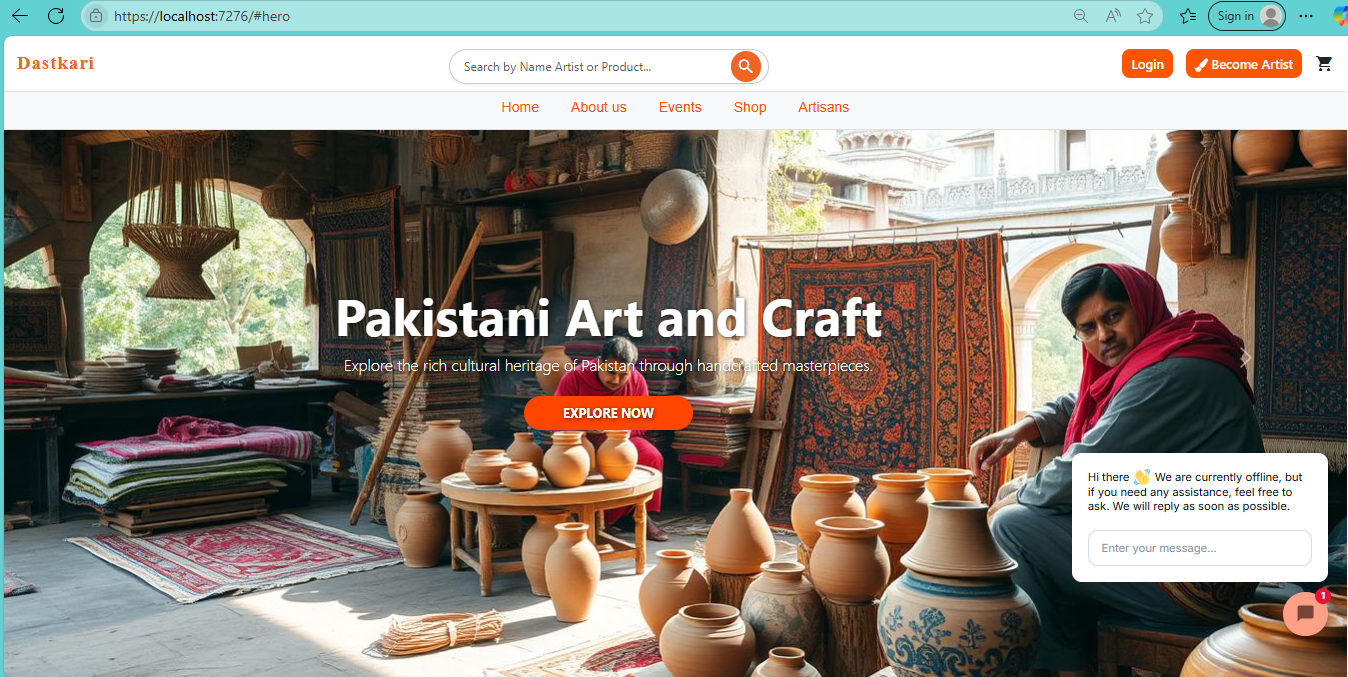 https://localhost:7276/#hero
Sign in
Dastkari
Search by Name Artist or Product...
Login
Become Artist
Home
About us
Events
Shop
Artisans
Pakistani Art and Craft
Explore the rich cultural heritage of Pakistan through handcrafted masterpieces.
EXPLORE NOW
Hi there 👋 We are currently offline, but
if you need any assistance, feel free to
ask. We will reply as soon as possible.
Enter your message...
1